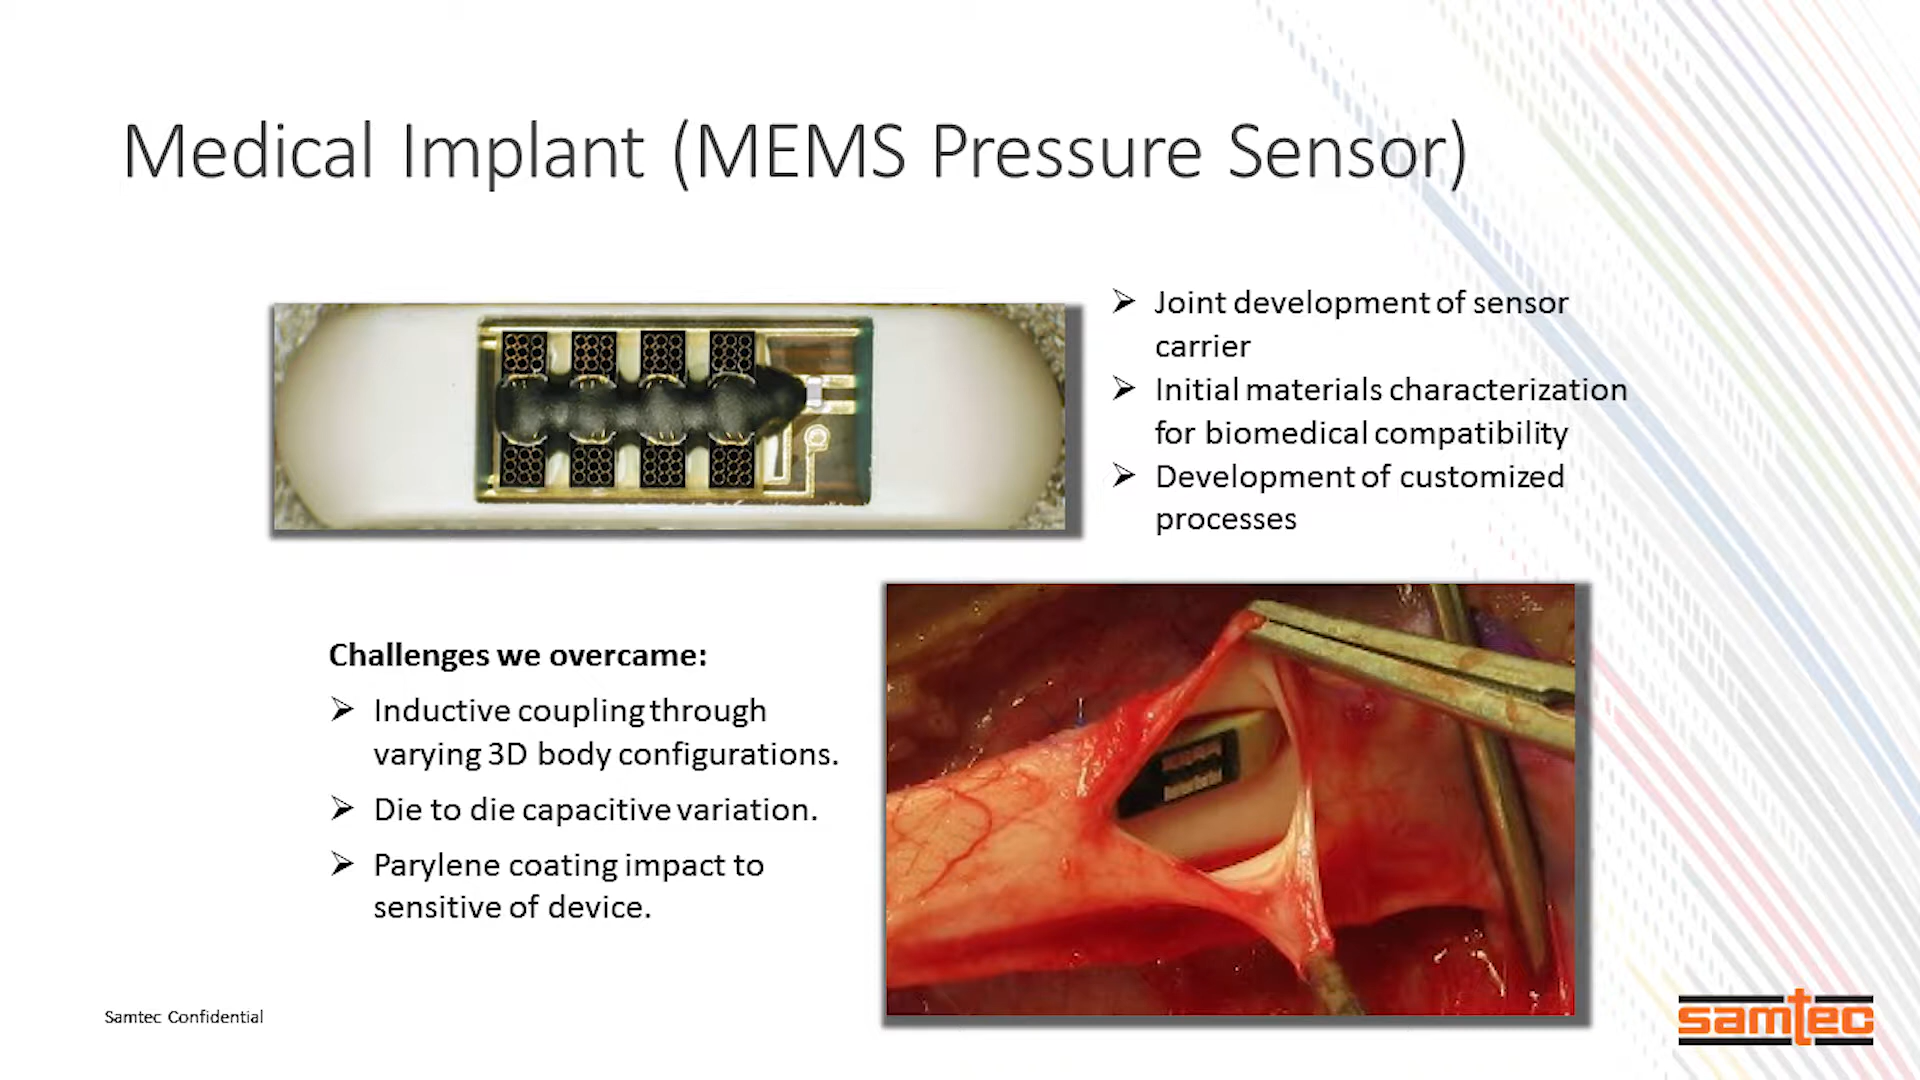 Medical Implant (MEMS Pressure Sensor)
➢ Joint development of sensor
carrier
➢ Initial materials characterization
for biomedical compatibility
➢ Development of customized
processes
Challenges we overcame:
➢ Inductive coupling through
varying 3D body configurations.
➢ Die to die capacitive variation.
➢ Parylene coating impact to
sensitive of device.
Samtec Confidential
samtec